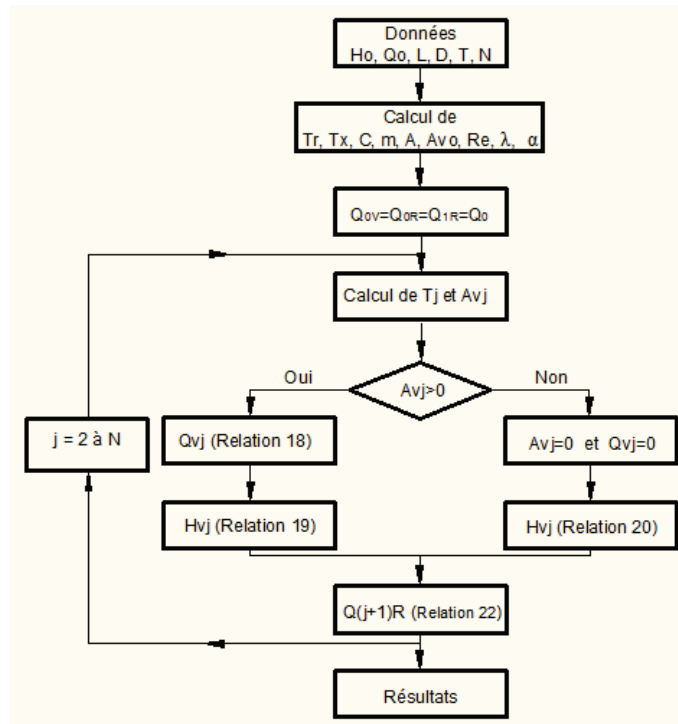 Données
Ho, Qo, L, D, T, N
Calcul de
Tr, Tx, C, m, A, Avo, Re, λ, α
Q0V=Q0R=Q1R=Q0
Calcul de Tj et Avj
Oui
Avj>0
Non
j = 2 à N
Qvj (Relation 18)
Avj=0 et Qvj=0
Hvj (Relation 19)
Hvj (Relation 20)
Q(j+1)R (Relation 22)
Résultats